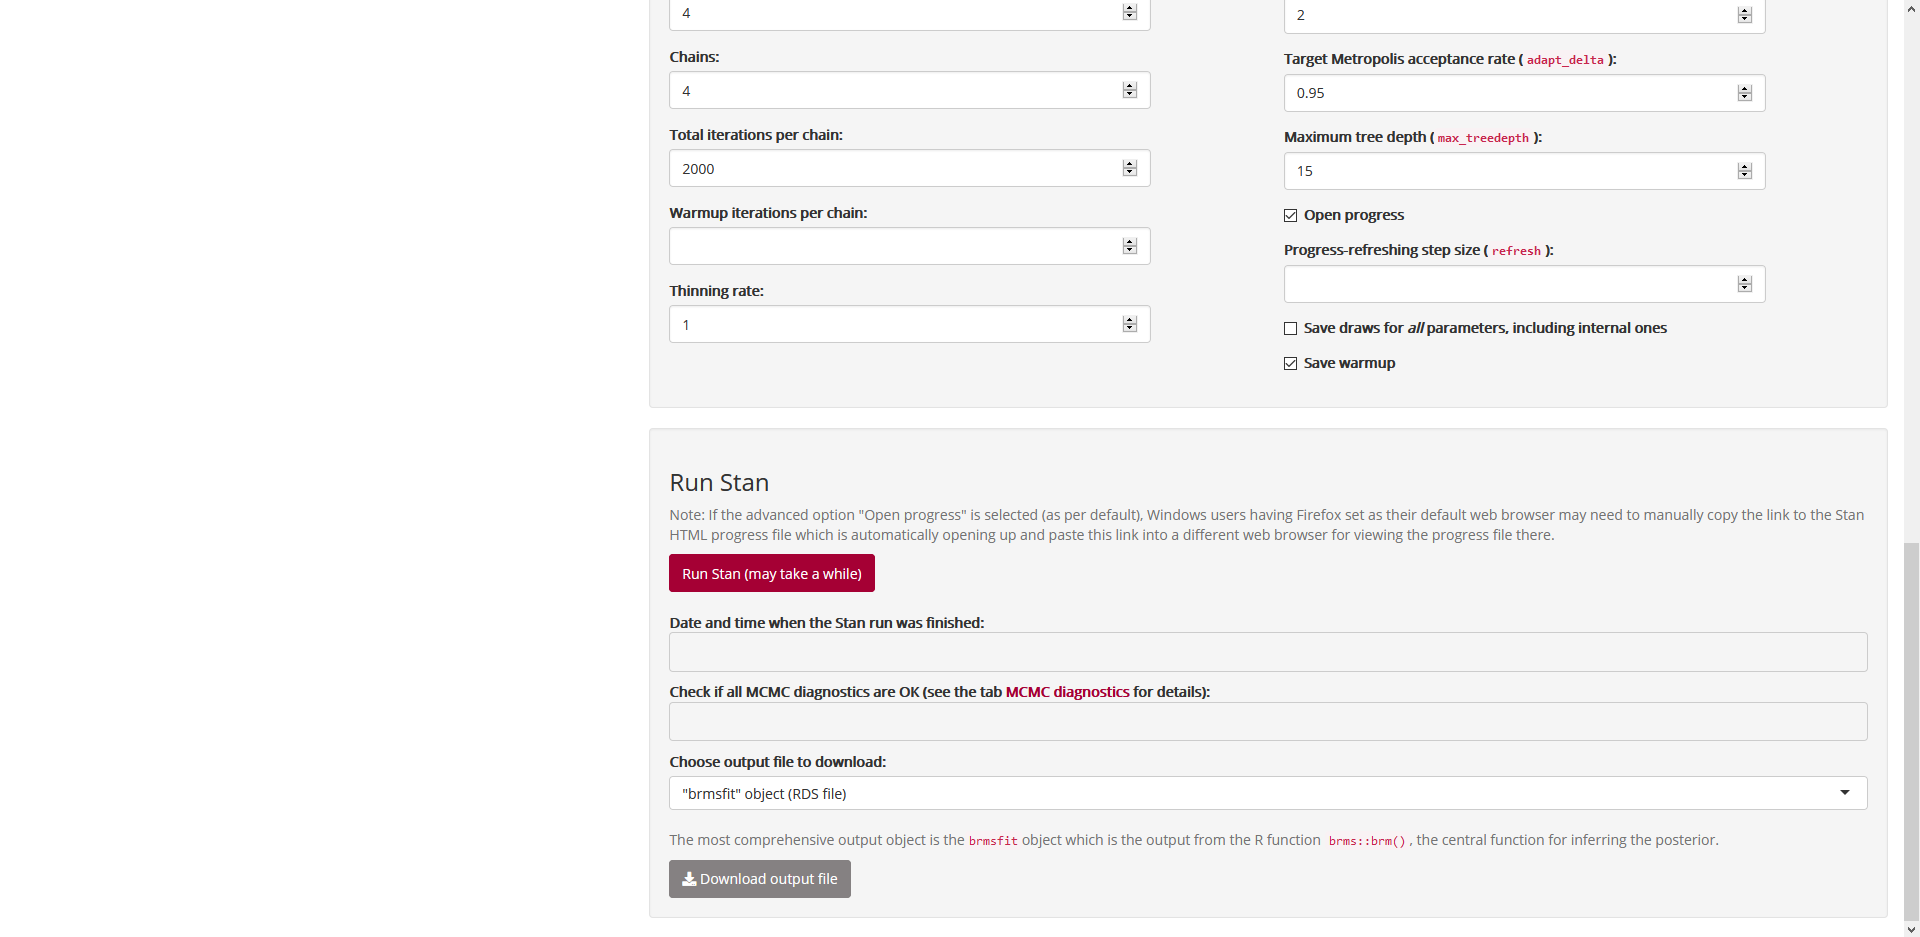 4
Chains:
4
Total iterations per chain:
2000
Warmup iterations per chain:
Thinning rate:
1
2
Target Metropolis acceptance rate ( adapt_delta ):
0.95
Maximum tree depth ( max_treedepth ):
15
Open progress
Progress-refreshing step size ( refresh ):
Save draws for all parameters, including internal ones
Save warmup
Run Stan
Note: If the advanced option "Open progress" is selected (as per default), Windows users having Firefox set as their default web browser may need to manually copy the link to the Stan
HTML progress file which is automatically opening up and paste this link into a different web browser for viewing the progress file there.
Run Stan (may take a while)
Date and time when the Stan run was finished:
Check if all MCMC diagnostics are OK (see the tab MCMC diagnostics for details):
Choose output file to download:
"brmsfit" object (RDS file)
The most comprehensive output object is the brmsfit object which is the output from the R function brms::brm(), the central function for inferring the posterior.
Download output file